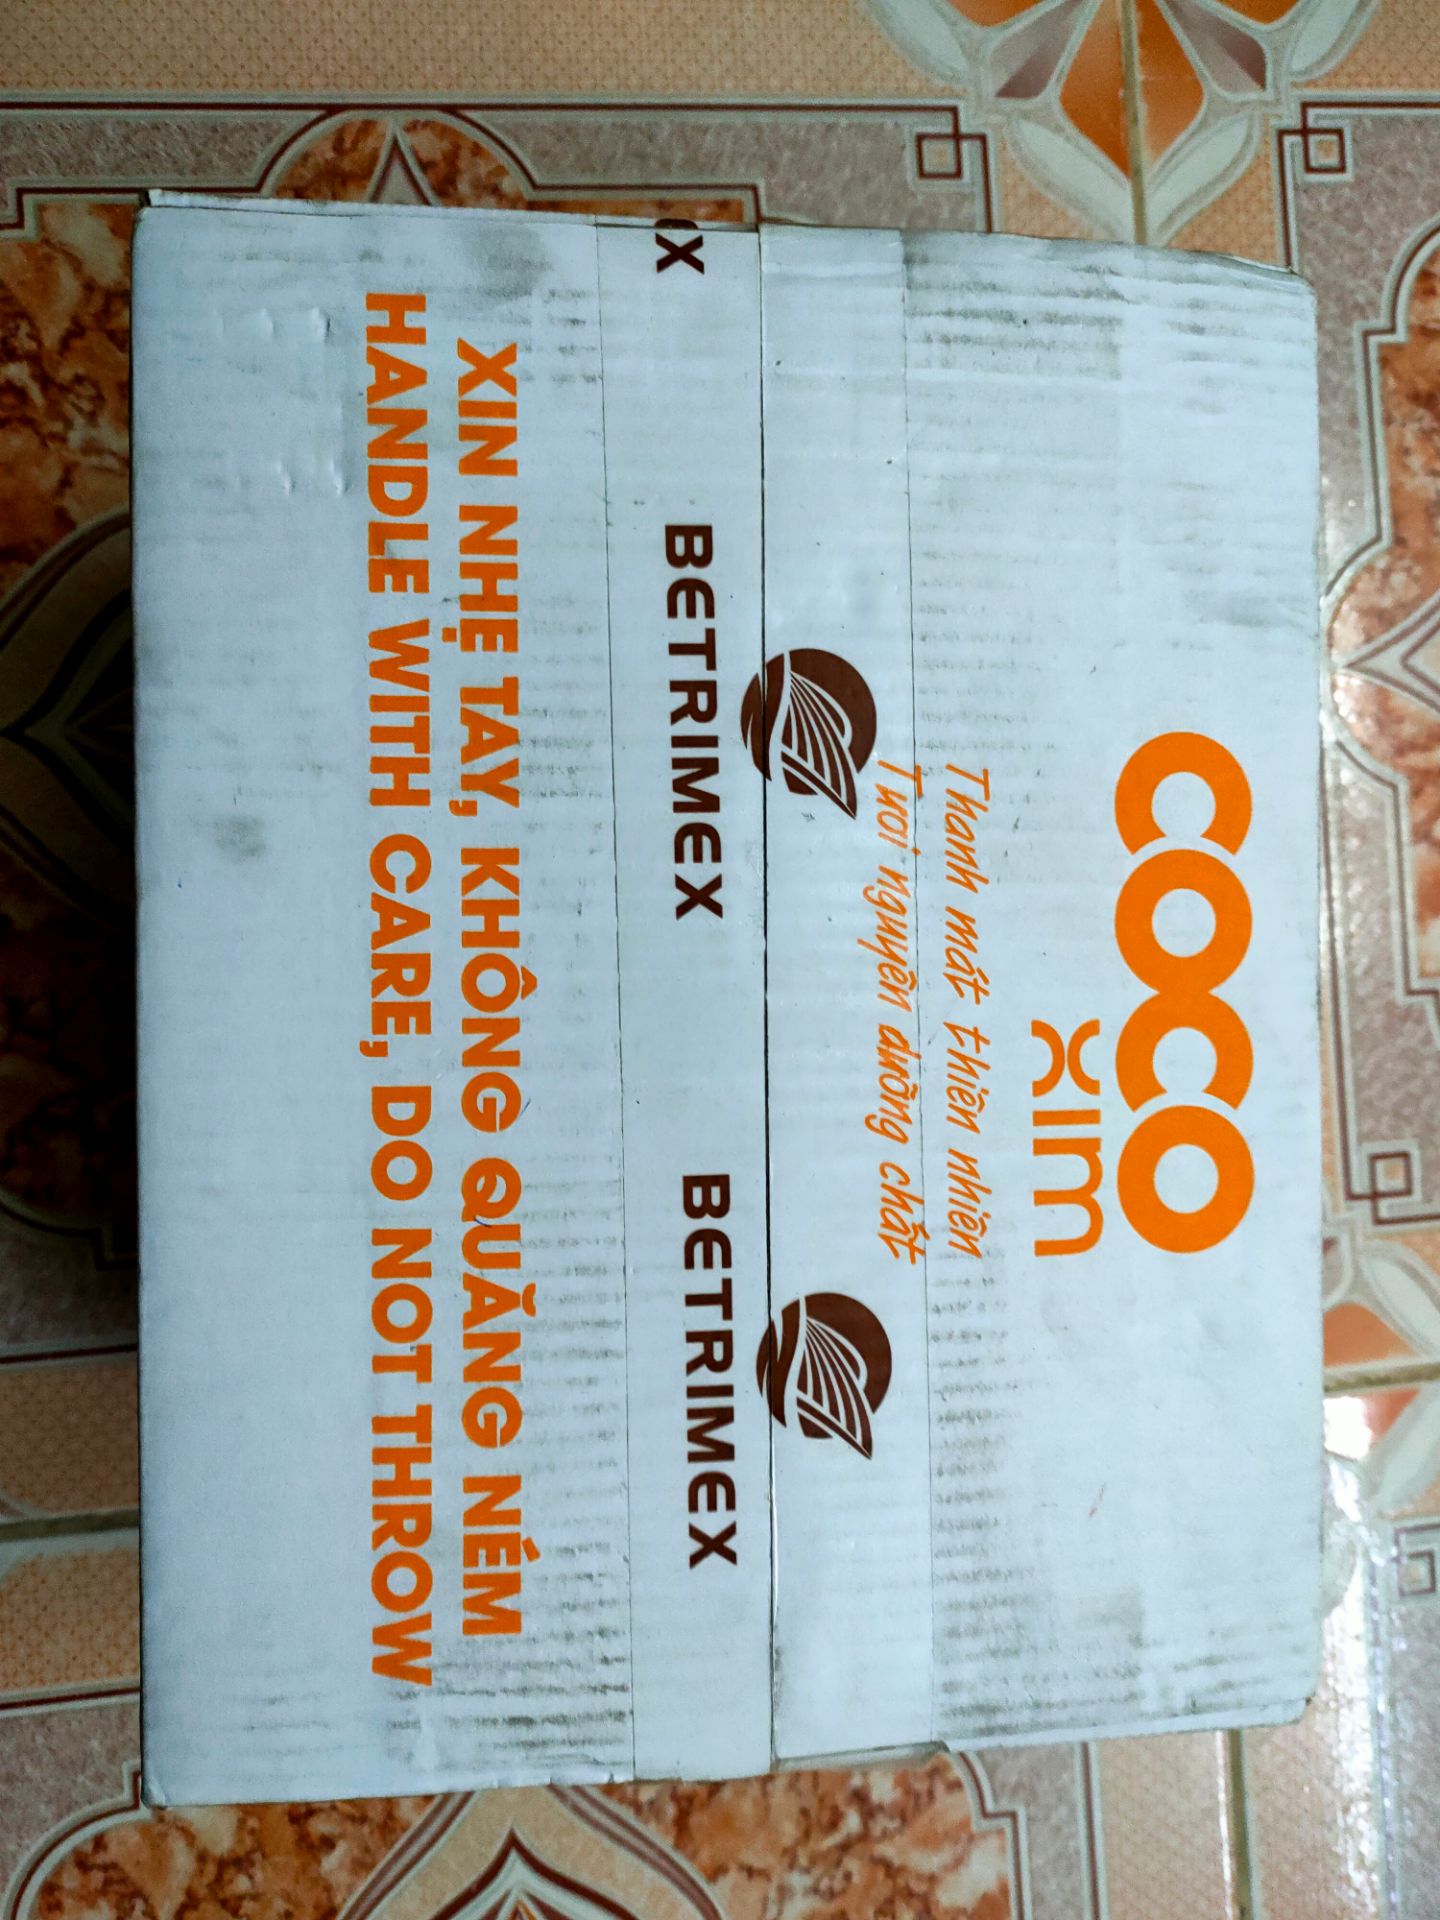 COCO
XIM
Thanh mát thiên nhiên
Tươi nguyên dưỡng chất
BETRIMEX
BETRIMEX
XIN NHẸ TAY, KHÔNG QUĂNG NÉM
HANDLE WITH CARE, DO NOT THROW